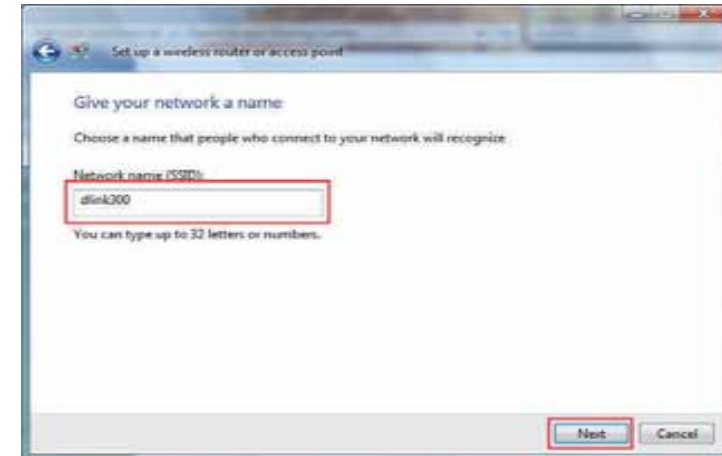 Set up a wireless router or access point
Give your network a name
Choose a name that people who connect to your network will recognize
Network name (SSID):
dlink300
You can type up to 32 letters or numbers.
Next Cancel